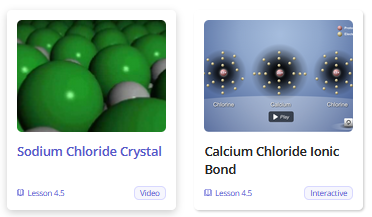 Chlorine
Calcium
Chlorine
Play
Sodium Chloride Crystal
Calcium Chloride Ionic
Bond
Lesson 4.5
Video
Lesson 4.5
Interactive